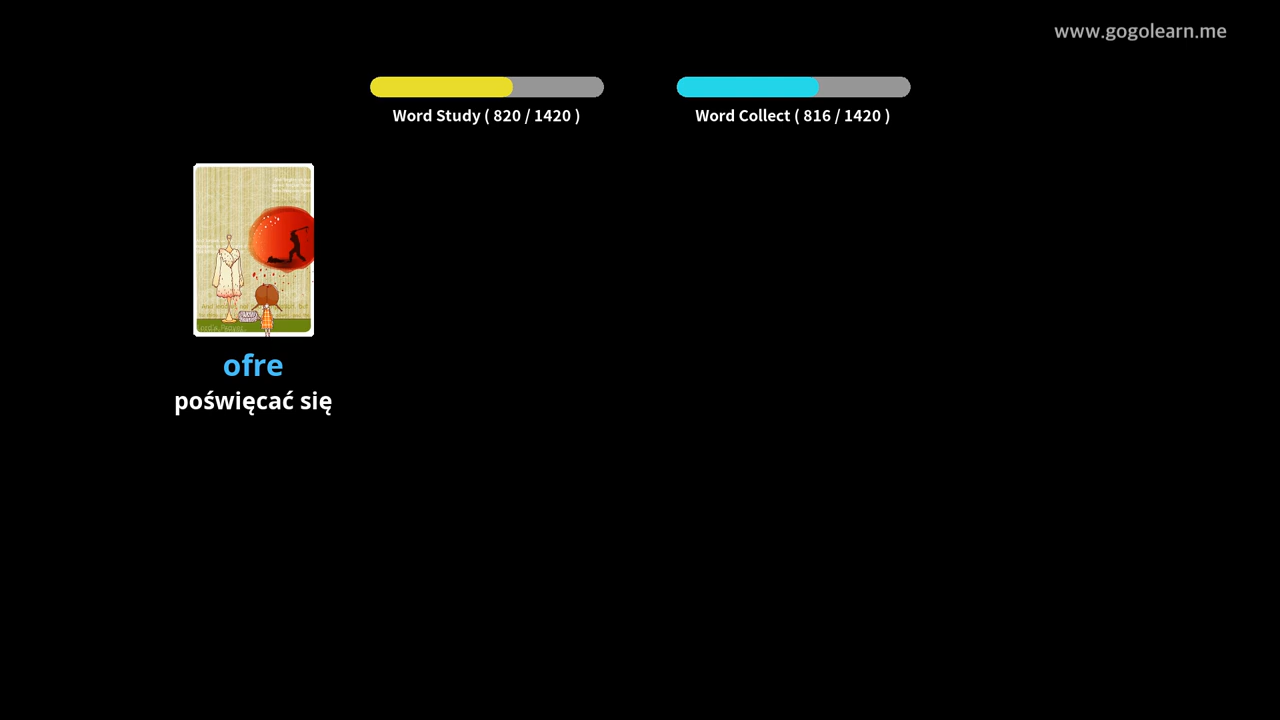 www.gogolearn.me
Word Study ( 820 / 1420 )
Word Collect ( 816 / 1420 )
ofre
poświęcać się